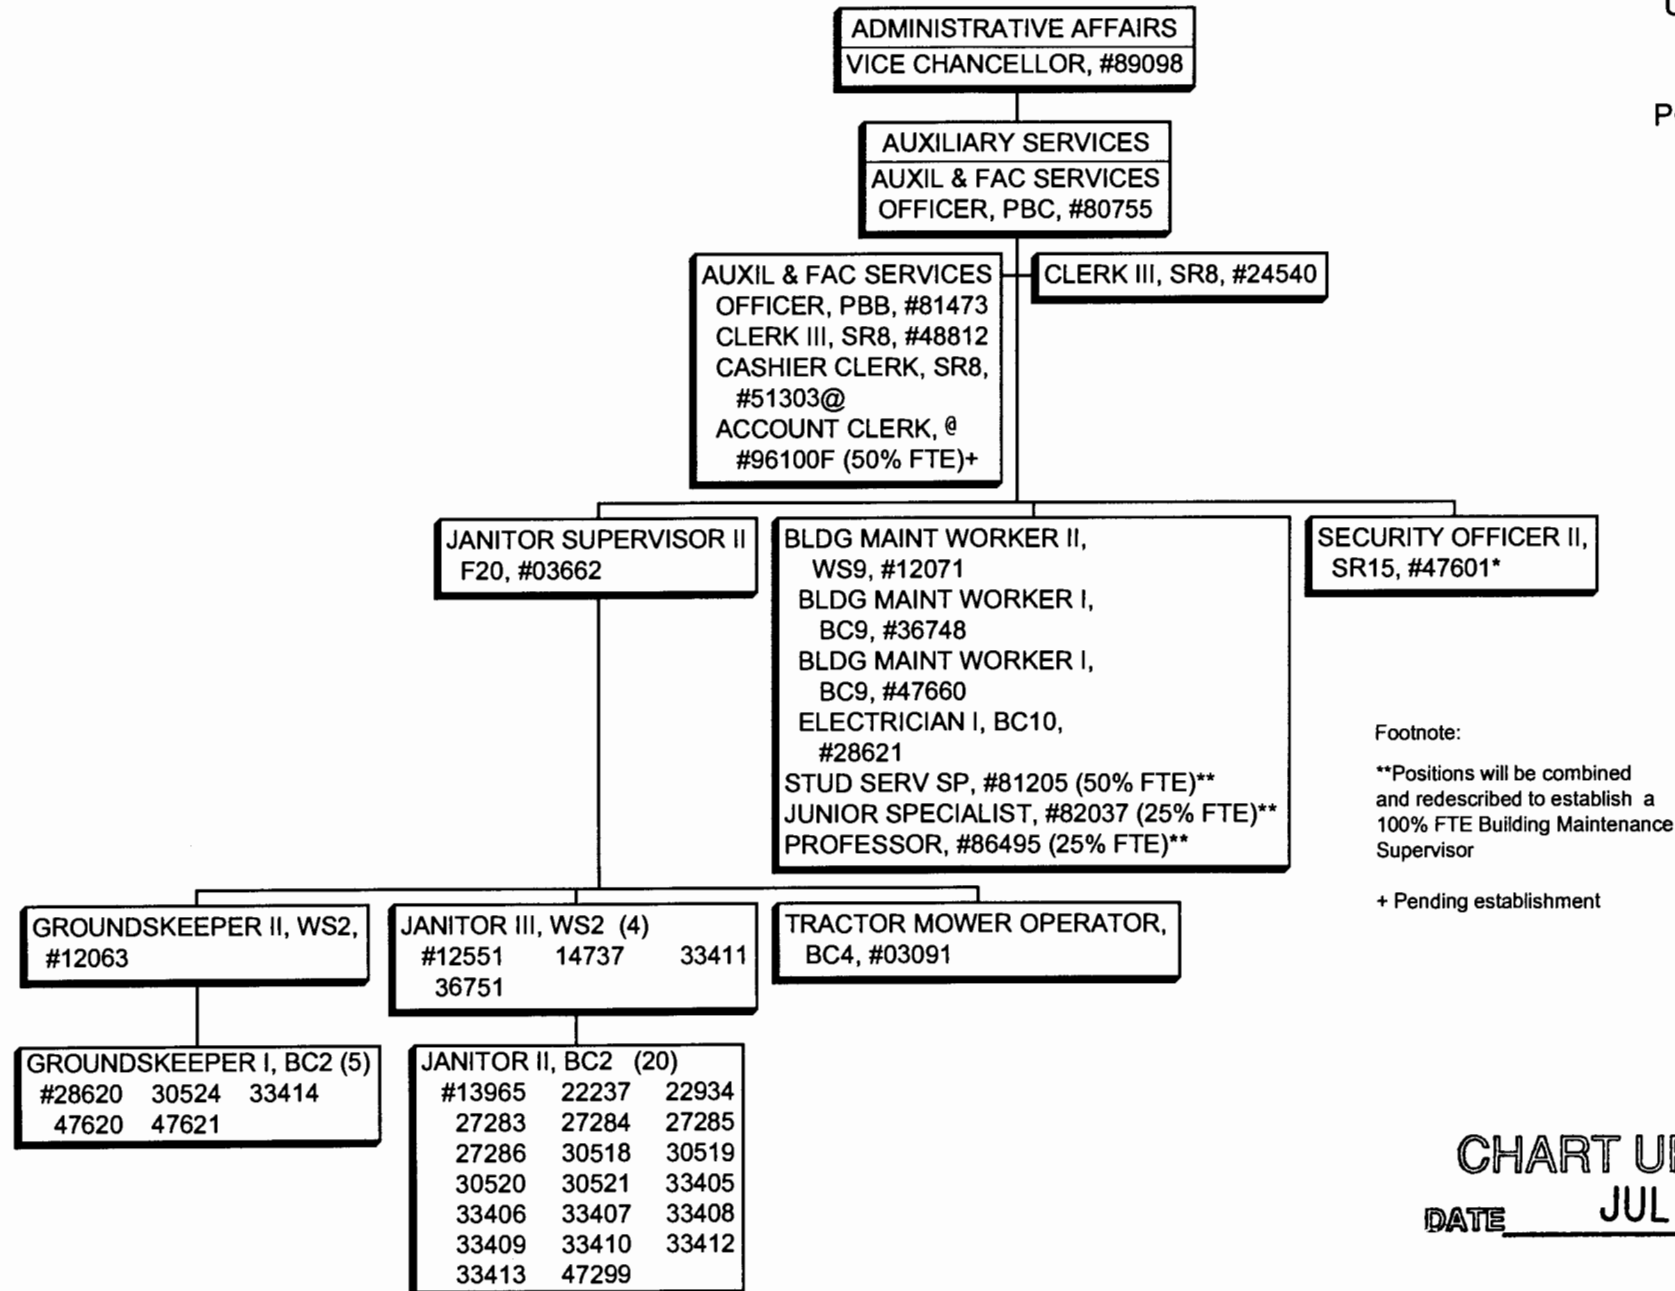 ADMINISTRATIVE AFFAIRS
VICE CHANCELLOR, #89098
AUXILIARY SERVICES
AUXIL & FAC SERVICES
OFFICER, PBC, #80755
AUXIL & FAC SERVICES
OFFICER, PBB, #81473
CLERK III, SR8, #48812
CASHIER CLERK, SR8,
#51303@
ACCOUNT CLERK, @
#96100F (50% FTE)+
CLERK III, SR8, #24540
JANITOR SUPERVISOR II
F20, #03662
BLDG MAINT WORKER II,
WS9, #12071
BLDG MAINT WORKER I,
BC9, #36748
BLDG MAINT WORKER I,
BC9, #47660
ELECTRICIAN I, BC10,
#28621
STUD SERV SP, #81205 (50% FTE)**
JUNIOR SPECIALIST, #82037 (25% FTE)**
PROFESSOR, #86495 (25% FTE)**
SECURITY OFFICER II,
SR15, #47601*
Footnote:
**Positions will be combined
and redescribed to establish a
100% FTE Building Maintenance
Supervisor
+ Pending establishment
GROUNDSKEEPER II, WS2,
#12063
JANITOR III, WS2 (4)
#12551 14737 33411
36751
TRACTOR MOWER OPERATOR,
BC4, #03091
GROUNDSKEEPER I, BC2 (5)
#28620 30524 33414
47620 47621
JANITOR II, BC2 (20)
#13965 22237 22934
27283 27284 27285
27286 30518 30519
30520 30521 33405
33406 33407 33408
33409 33410 33412
33413 47299
CHART
DATE JUL